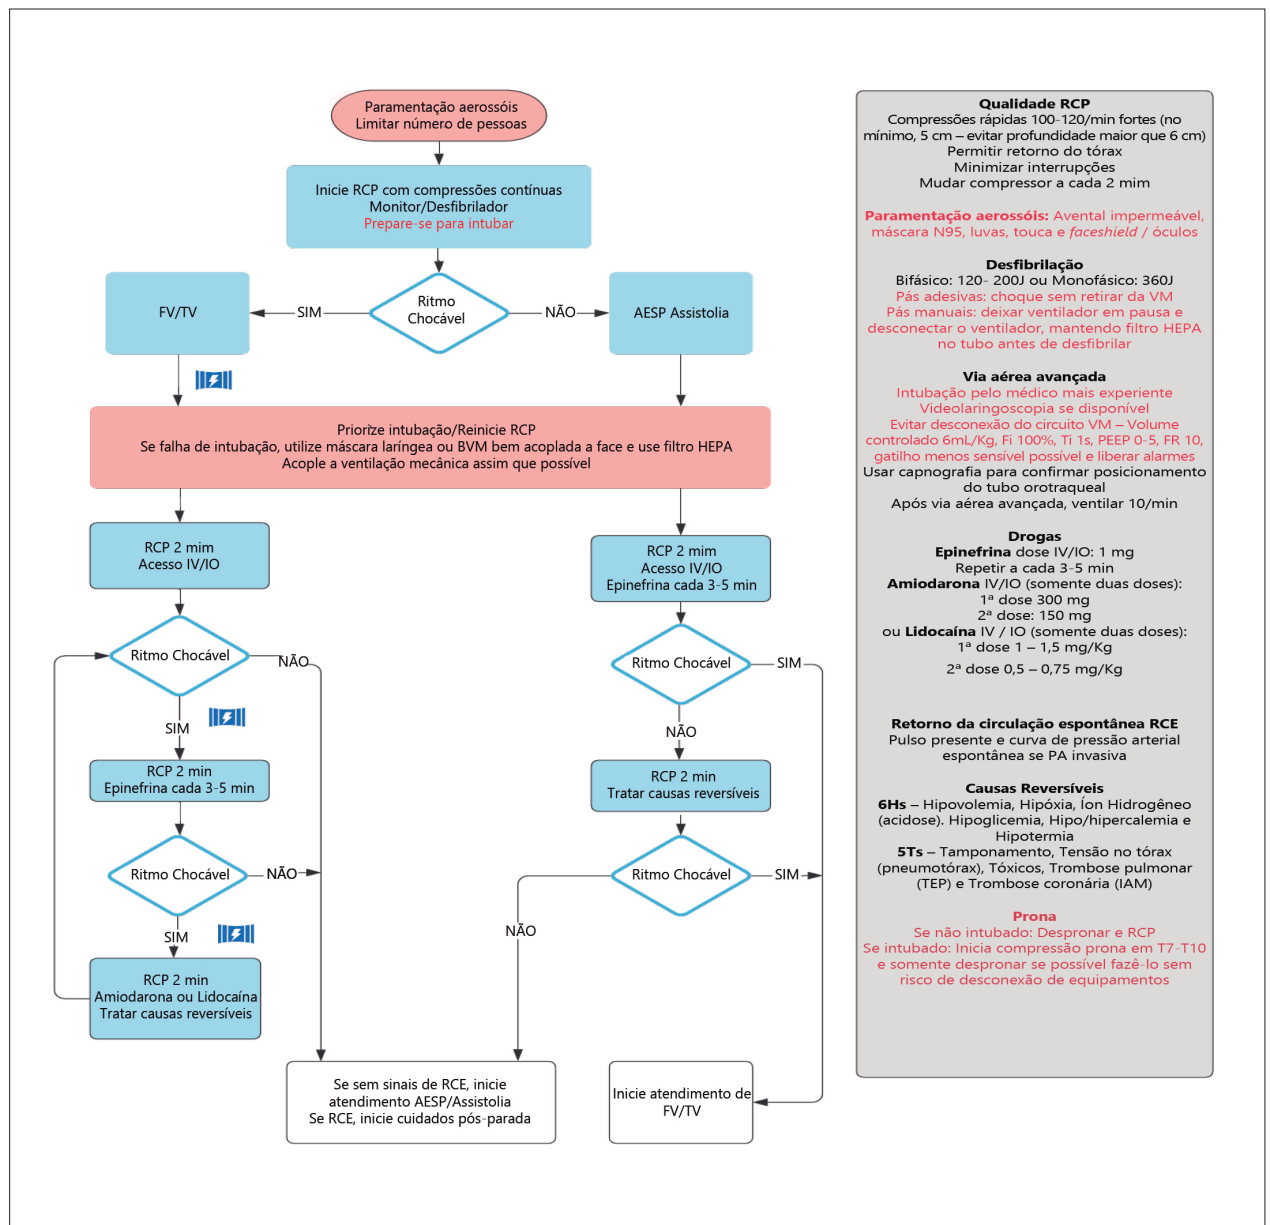 Paramentação aerossóis
Limitar número de pessoas
Inicie RCP com compressões contínuas
Monitor/Desfibrilador
Prepare-se para intubar
Ritmo
Chocável
SIM
NÃO
FV/TV
AESP Assistolia
Priorize intubação/Reinicie RCP
Se falha de intubação, utilize máscara laríngea ou BVM bem acoplada a face e use filtro HEPA
Acople a ventilação mecânica assim que possível
RCP 2 mim
Acesso IV/IO
Ritmo Chocável
NÃO
SIM
RCP 2 min
Epinefrina cada 3-5 min
Ritmo Chocável
NÃO
SIM
RCP 2 min
Amiodarona ou Lidocaína
Tratar causas reversíveis
RCP 2 mim
Acesso IV/IO
Epinefrina cada 3-5 min
Ritmo Chocável
SIM
NÃO
RCP 2 min
Tratar causas reversíveis
Ritmo Chocável
SIM
NÃO
Se sem sinais de RCE, inicie
atendimento AESP/Assistolia
Se RCE, inicie cuidados pós-parada
Inicie atendimento de
FV/TV
Qualidade RCP
Compressões rápidas 100-120/min fortes (no
mínimo, 5 cm – evitar profundidade maior que 6 cm)
Permitir retorno do tórax
Minimizar interrupções
Mudar compressor a cada 2 mim
Paramentação aerossóis: Avental impermeável,
máscara N95, luvas, touca e faceshield / óculos
Desfibrilação
Bifásico: 120- 200J ou Monofásico: 360J
Pás adesivas: choque sem retirar da VM
Pás manuais: deixar ventilador em pausa e
desconectar o ventilador, mantendo filtro HEPA
no tubo antes de desfibrilar
Via aérea avançada
Intubação pelo médico mais experiente
Videolaringoscopia se disponível
Evitar desconexão do circuito VM – Volume
controlado 6mL/Kg, Fi 100%, Ti 1s, PEEP 0-5, FR 10,
gatilho menos sensível possível e liberar alarmes
Usar capnografia para confirmar posicionamento
do tubo orotraqueal
Após via aérea avançada, ventilar 10/min
Drogas
Epinefrina dose IV/IO: 1 mg
Repetir a cada 3-5 min
Amiodarona IV/IO (somente duas doses):
1ª dose 300 mg
2ª dose: 150 mg
ou Lidocaína IV / IO (somente duas doses):
1ª dose 1 – 1,5 mg/Kg
2ª dose 0,5 – 0,75 mg/Kg
Retorno da circulação espontânea RCE
Pulso presente e curva de pressão arterial
espontânea se PA invasiva
Causas Reversíveis
6Hs – Hipovolemia, Hipóxia, Íon Hidrogêneo
(acidose). Hipoglicemia, Hipo/hipercalemia e
Hipotermia
5Ts – Tamponamento, Tensão no tórax
(pneumotórax), Tóxicos, Trombose pulmonar
(TEP) e Trombose coronária (IAM)
Prona
Se não intubado: Despronar e RCP
Se intubado: Inicia compressão prona em T7-T10
e somente despronar se possível fazê-lo sem
risco de desconexão de equipamentos